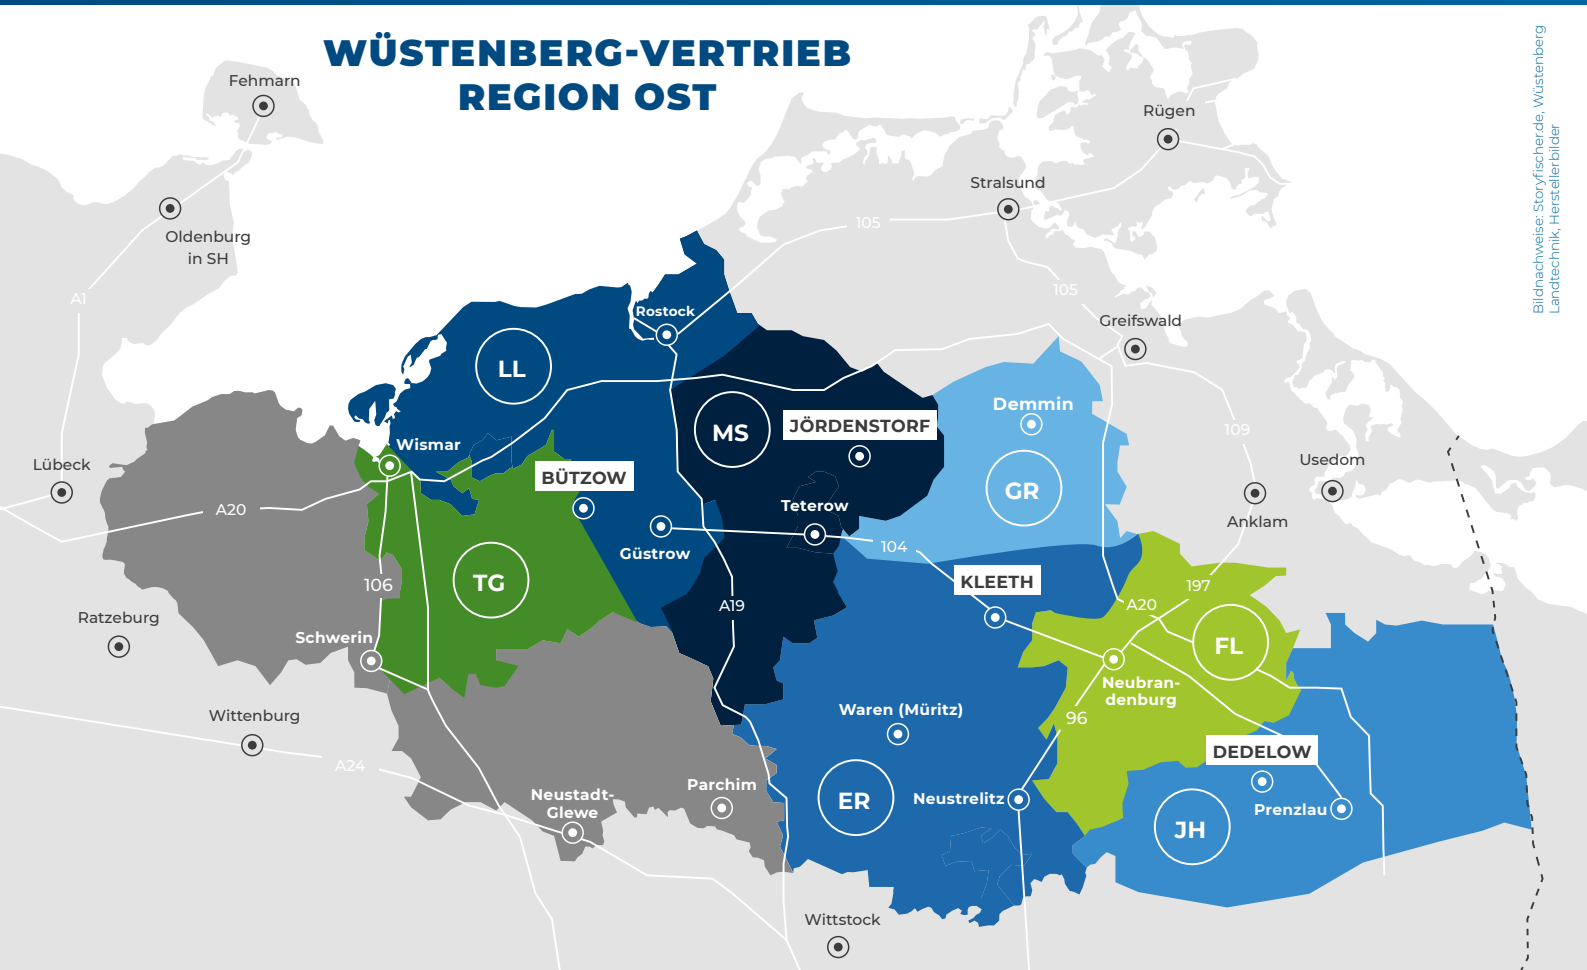 WÜSTENBERG-VERTRIEB
REGION OST
Bildnachweise: Storyfischer.de, Wüstenberg
Landtechnik, Herstellerbilder
Fehmarn
Rügen
Stralsund
Oldenburg
in SH
105
A1
105
Rostock
Greifswald
LL
Demmin
JÖRDENSTORF
MS
109
Wismar
Usedom
Lübeck
BÜTZOW
GR
Teterow
A20
Anklam
Güstrow
104
KLEETH
106
TG
197
A19
A20
Ratzeburg
Schwerin
FL
Neubran-
denburg
Waren (Müritz)
Wittenburg
96
DEDELOW
A24
Parchim
Neustadt-
Glewe
ER
Neustrelitz
Prenzlau
JH
Wittstock